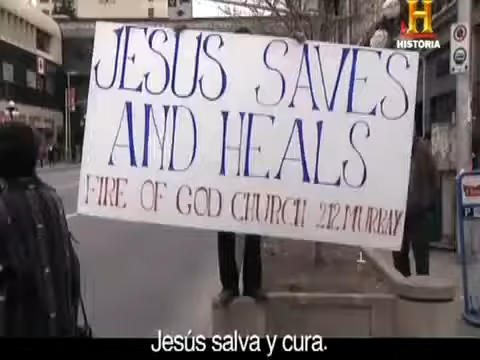 H
HISTORIA
JESUS SAVES
AND HEALS
FIRE OF GOD CHURCH 212 MURRAY
Jesús salva y cura.